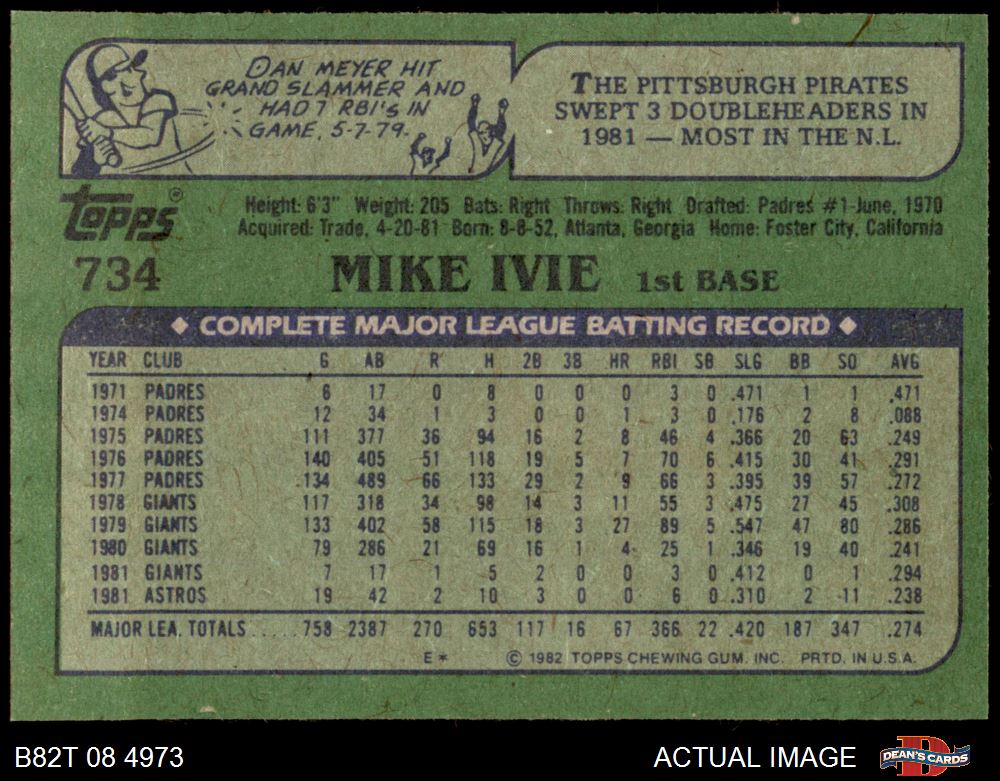 DAN MEYER HIT
GRAND SLAMMER AND
HAD 7 RBI'S IN
GAME, 5-7-79.
THE PITTSBURGH PIRATES
SWEPT 3 DOUBLEHEADERS IN
1981 — MOST IN THE N.L.
Topps®
Height: 6'3" Weight: 205 Bats: Right Throws: Right Drafted: Padres #1-June, 1970
Acquired: Trade, 4-20-81 Born: 8-8-52, Atlanta, Georgia Home: Foster City, California
734 MIKE IVIE 1st BASE
◆ COMPLETE MAJOR LEAGUE BATTING RECORD ◆
YEAR CLUB G AB R H 2B 3B HR RBI SB SLG BB SO AVG
1971 PADRES 6 17 0 8 0 0 0 3 0 .471 1 1 .471
1974 PADRES 12 34 1 3 0 0 1 3 0 .176 2 8 .088
1975 PADRES 111 377 36 94 16 2 8 46 4 .366 20 63 .249
1976 PADRES 140 405 51 118 19 5 7 70 6 .415 30 41 .291
1977 PADRES 134 489 66 133 29 2 9 66 3 .395 39 57 .272
1978 GIANTS 117 318 34 98 14 3 11 55 3 .475 27 45 .308
1979 GIANTS 133 402 58 115 18 3 27 89 5 .547 47 80 .286
1980 GIANTS 79 286 21 69 16 1 4 25 1 .346 19 40 .241
1981 GIANTS 7 17 1 5 2 0 0 3 0 .412 0 1 .294
1981 ASTROS 19 42 2 10 3 0 0 6 0 .310 2 11 .238
MAJOR LEA. TOTALS.....758 2387 270 653 117 16 67 366 22 .420 187 347 .274
E* © 1982 TOPPS CHEWING GUM, INC. PRTD. IN U.S.A.
B82T 08 4973 ACTUAL IMAGE DEAN'S CARDS